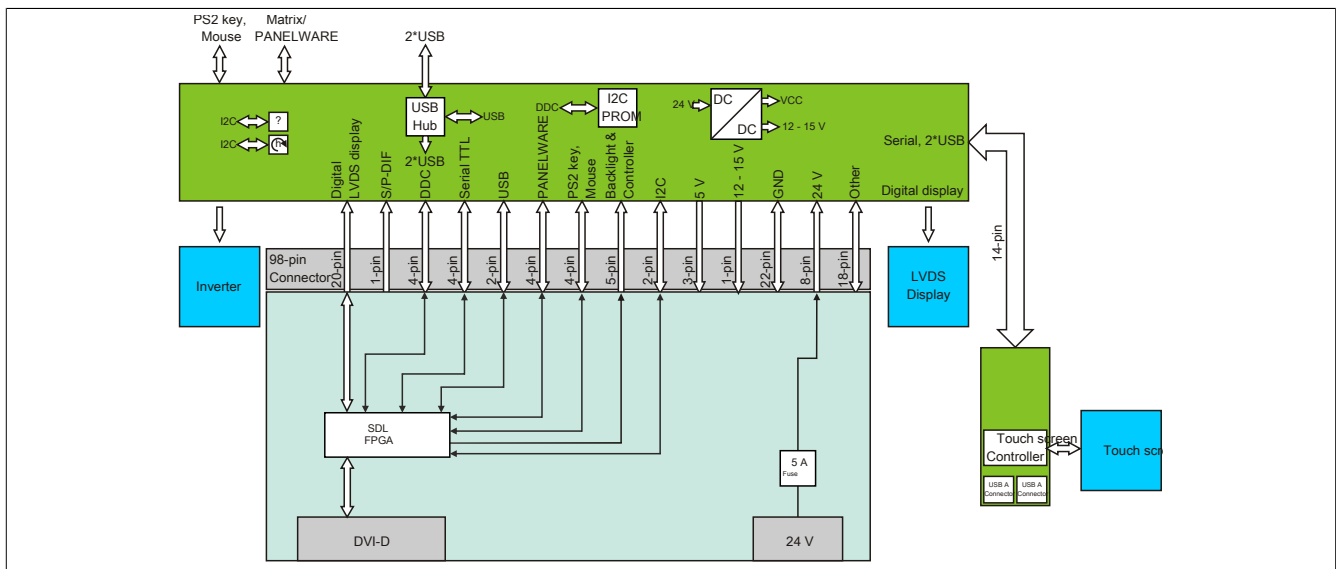 PS2 key,
Mouse
Matrix/
PANELWARE
2*USB
I2C
?
I2C
h
USB
Hub
USB
2*USB
DDC
I2C
PROM
24 V
DC
DC
VCC
12 - 15 V
Serial, 2*USB
Digital display
Digital
LVDS display
S/P-DIF
DDC
Serial TTL
USB
PANELWARE
PS2 key,
Mouse
Backlight &
Controller
I2C
5 V
12 - 15 V
GND
24 V
Other
14-pin
Inverter
98-pin
Connector
20-pin
1-pin
4-pin
4-pin
2-pin
4-pin
4-pin
5-pin
2-pin
3-pin
1-pin
22-pin
8-pin
18-pin
LVDS
Display
SDL
FPGA
5 A
Fuse
DVI-D
24 V
Touch screen
Controller
USB A
Connecto
USB A
Connecto
Touch scr